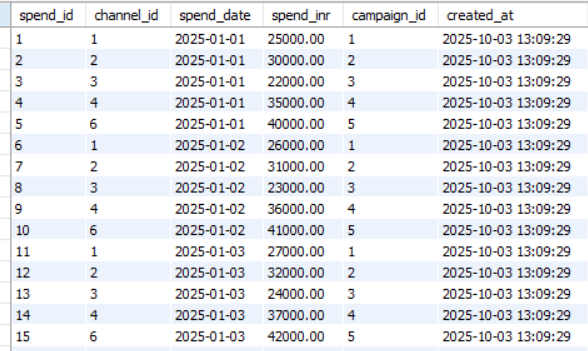 spend_id channel_id spend_date spend_inr campaign_id created_at
1 1 2025-01-01 25000.00 1 2025-10-03 13:09:29
2 2 2025-01-01 30000.00 2 2025-10-03 13:09:29
3 3 2025-01-01 22000.00 3 2025-10-03 13:09:29
4 4 2025-01-01 35000.00 4 2025-10-03 13:09:29
5 6 2025-01-01 40000.00 5 2025-10-03 13:09:29
6 1 2025-01-02 26000.00 1 2025-10-03 13:09:29
7 2 2025-01-02 31000.00 2 2025-10-03 13:09:29
8 3 2025-01-02 23000.00 3 2025-10-03 13:09:29
9 4 2025-01-02 36000.00 4 2025-10-03 13:09:29
10 6 2025-01-02 41000.00 5 2025-10-03 13:09:29
11 1 2025-01-03 27000.00 1 2025-10-03 13:09:29
12 2 2025-01-03 32000.00 2 2025-10-03 13:09:29
13 3 2025-01-03 24000.00 3 2025-10-03 13:09:29
14 4 2025-01-03 37000.00 4 2025-10-03 13:09:29
15 6 2025-01-03 42000.00 5 2025-10-03 13:09:29